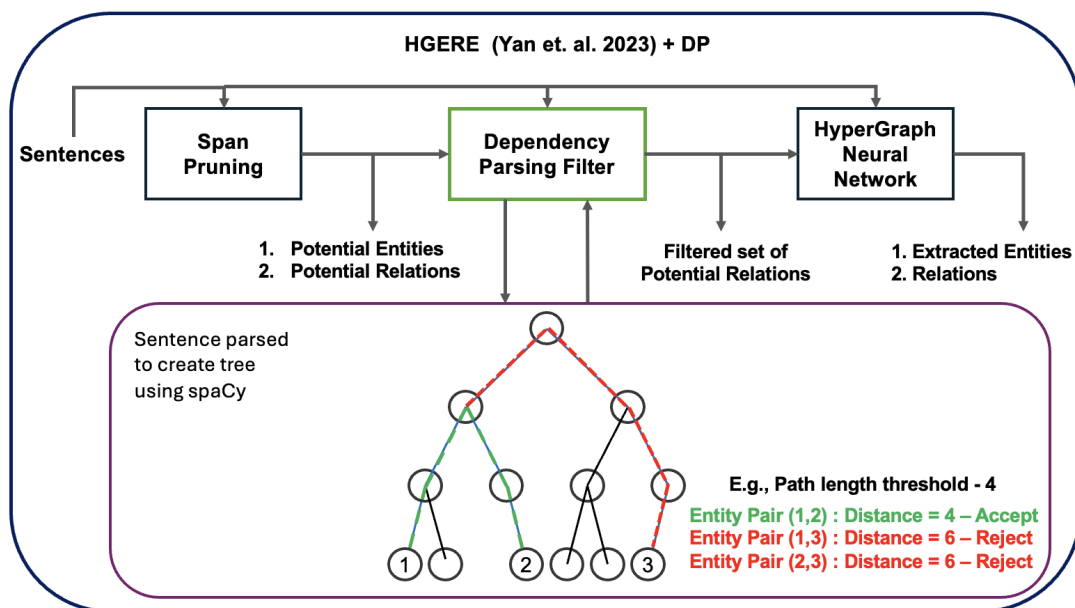 HGERE (Yan et. al. 2023) + DP
Sentences
Span
Pruning
Dependency
Parsing Filter
HyperGraph
Neural
Network
1. Potential Entities
2. Potential Relations
Filtered set of
Potential Relations
1. Extracted Entities
2. Relations
Sentence parsed
to create tree
using spaCy
E.g., Path length threshold - 4
Entity Pair (1,2) : Distance = 4 – Accept
Entity Pair (1,3) : Distance = 6 – Reject
Entity Pair (2,3) : Distance = 6 – Reject
1
2
3